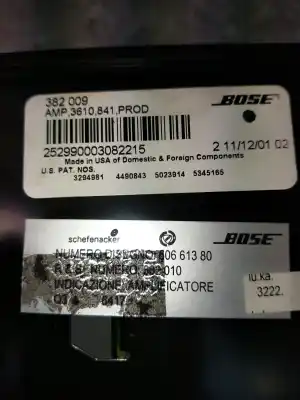 382 009
BOSE
AMP,3610,841,PROD
252990003082215
2 11/12/01 02
Made in USA of Domestic & Foreign Components
U.S. PAT. NOS.
3294981 4490843 5023914 5345165
schefenacker
BOSE
NUMERO DISEGNO: 606 613 80
R & S NUMERO: 382,010
INDICAZIONE AMPLIFICATORE
lu.ka.
3222.